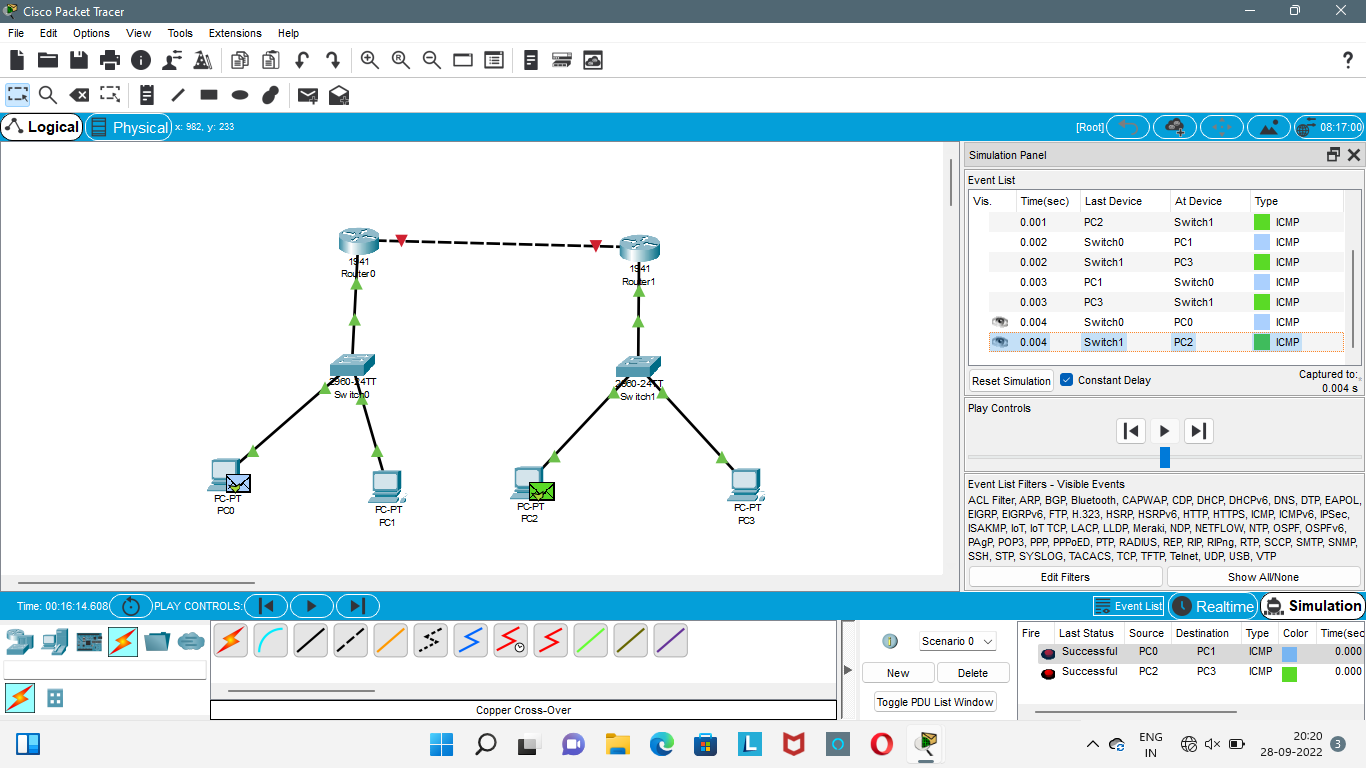 Cisco Packet Tracer
File Edit Options View Tools Extensions Help
Logical Physical x: 982, y: 233 [Root] 08:17:00
1941
Router0
1941
Router1
2960-24TT
Switch0
2960-24TT
Switch1
PC-PT
PC0
PC-PT
PC1
PC-PT
PC2
PC-PT
PC3
Simulation Panel
Event List
Vis. Time(sec) Last Device At Device Type
0.001 PC2 Switch1 ICMP
0.002 Switch0 PC1 ICMP
0.002 Switch1 PC3 ICMP
0.003 PC1 Switch0 ICMP
0.003 PC3 Switch1 ICMP
0.004 Switch0 PC0 ICMP
0.004 Switch1 PC2 ICMP
Reset Simulation Constant Delay Captured to:
0.004 s
Play Controls
Event List Filters - Visible Events
ACL Filter, ARP, BGP, Bluetooth, CAPWAP, CDP, DHCP, DHCPv6, DNS, DTP, EAPOL,
EIGRP, EIGRPv6, FTP, H.323, HSRP, HSRPv6, HTTP, HTTPS, ICMP, ICMPv6, IPSec,
ISAKMP, IoT, IoT TCP, LACP, LLDP, Meraki, NDP, NETFLOW, NTP, OSPF, OSPFv6,
PAgP, POP3, PPP, PPPoED, PTP, RADIUS, REP, RIP, RIPng, RTP, SCCP, SMTP, SNMP,
SSH, STP, SYSLOG, TACACS, TCP, TFTP, Telnet, UDP, USB, VTP
Edit Filters Show All/None
Time: 00:16:14.608 PLAY CONTROLS: Event List Realtime Simulation
Scenario 0
New Delete
Toggle PDU List Window
Fire Last Status Source Destination Type Color Time(sec
Successful PC0 PC1 ICMP 0.000
Successful PC2 PC3 ICMP 0.000
Copper Cross-Over
ENG
IN
20:20
28-09-2022
3